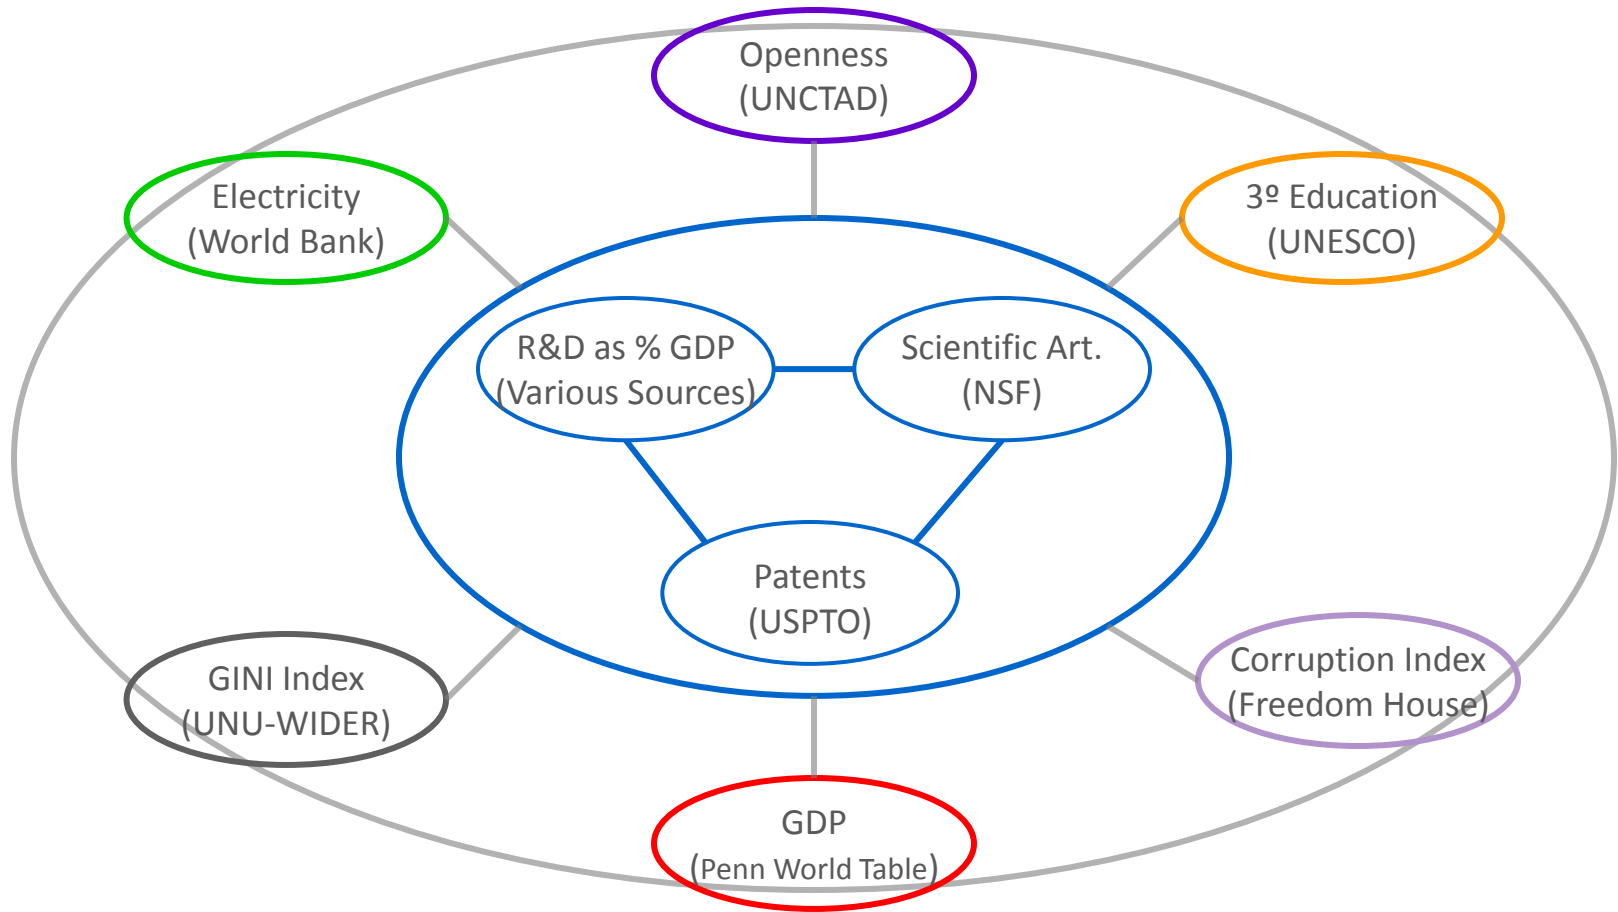 Openness
(UNCTAD)
Electricity
(World Bank)
3º Education
(UNESCO)
R&D as % GDP
(Various Sources)
Scientific Art.
(NSF)
Patents
(USPTO)
GINI Index
(UNU-WIDER)
Corruption Index
(Freedom House)
GDP
(Penn World Table)